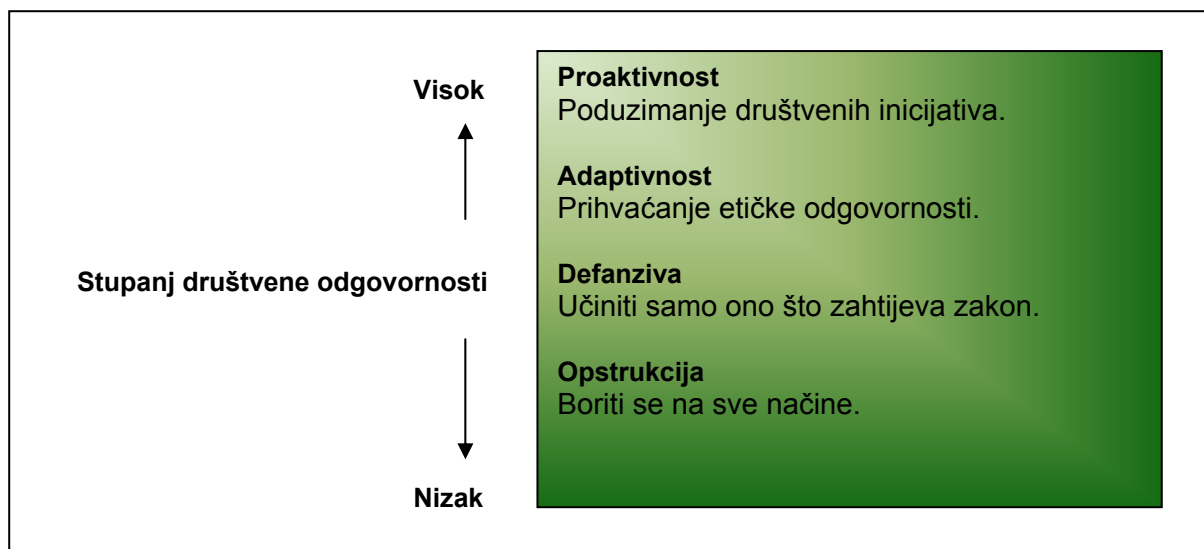 Visok
Stupanj društvene odgovornosti
Nizak
Proaktivnost
Poduzimanje društvenih inicijativa.
Adaptivnost
Prihvaćanje etičke odgovornosti.
Defanziva
Učiniti samo ono što zahtijeva zakon.
Opstrukcija
Boriti se na sve načine.